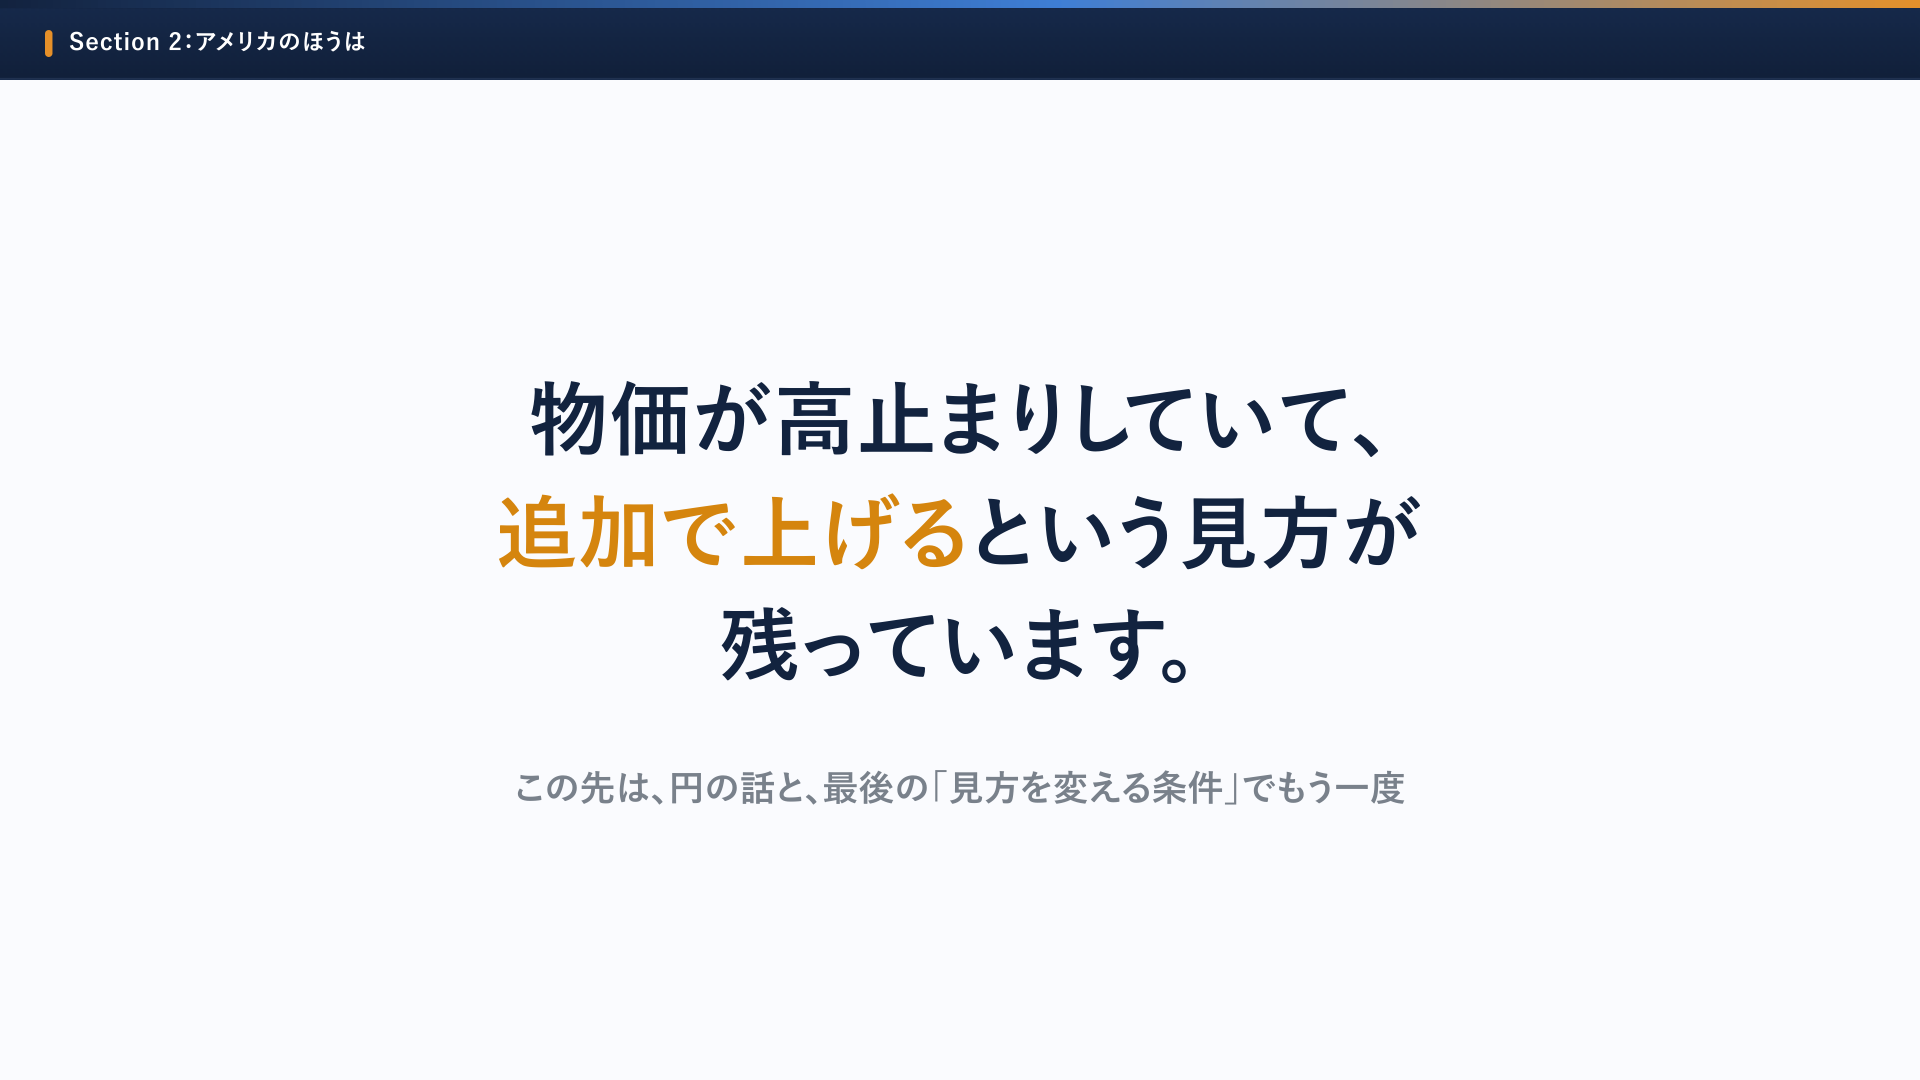 Section 2：アメリカのほうは
物価が高止まりしていて、
追加で上げるという見方が
残っています。
この先は、円の話と、最後の「見方を変える条件」でもう一度